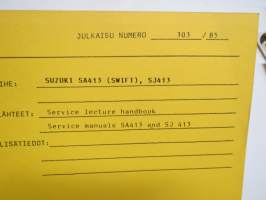 JULKAISU NUMERO 303 / 85
IHE: SUZUKI SA413 (SWIFT), SJ413
LÄHTEET: Service lecture handbook
Service manuals SA413 and SJ 413
LISÄTIEDOT: